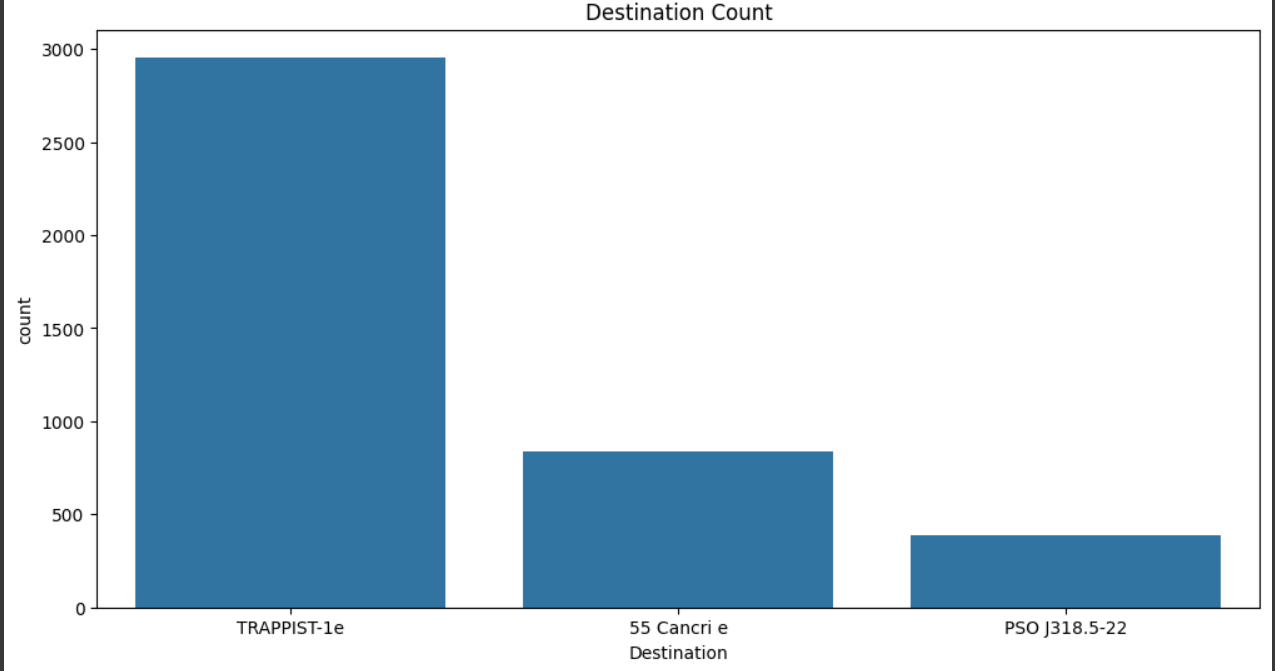 Destination Count
3000
2500
2000
1500
1000
500
0
count
TRAPPIST-1e
55 Cancri e
PSO J318.5-22
Destination